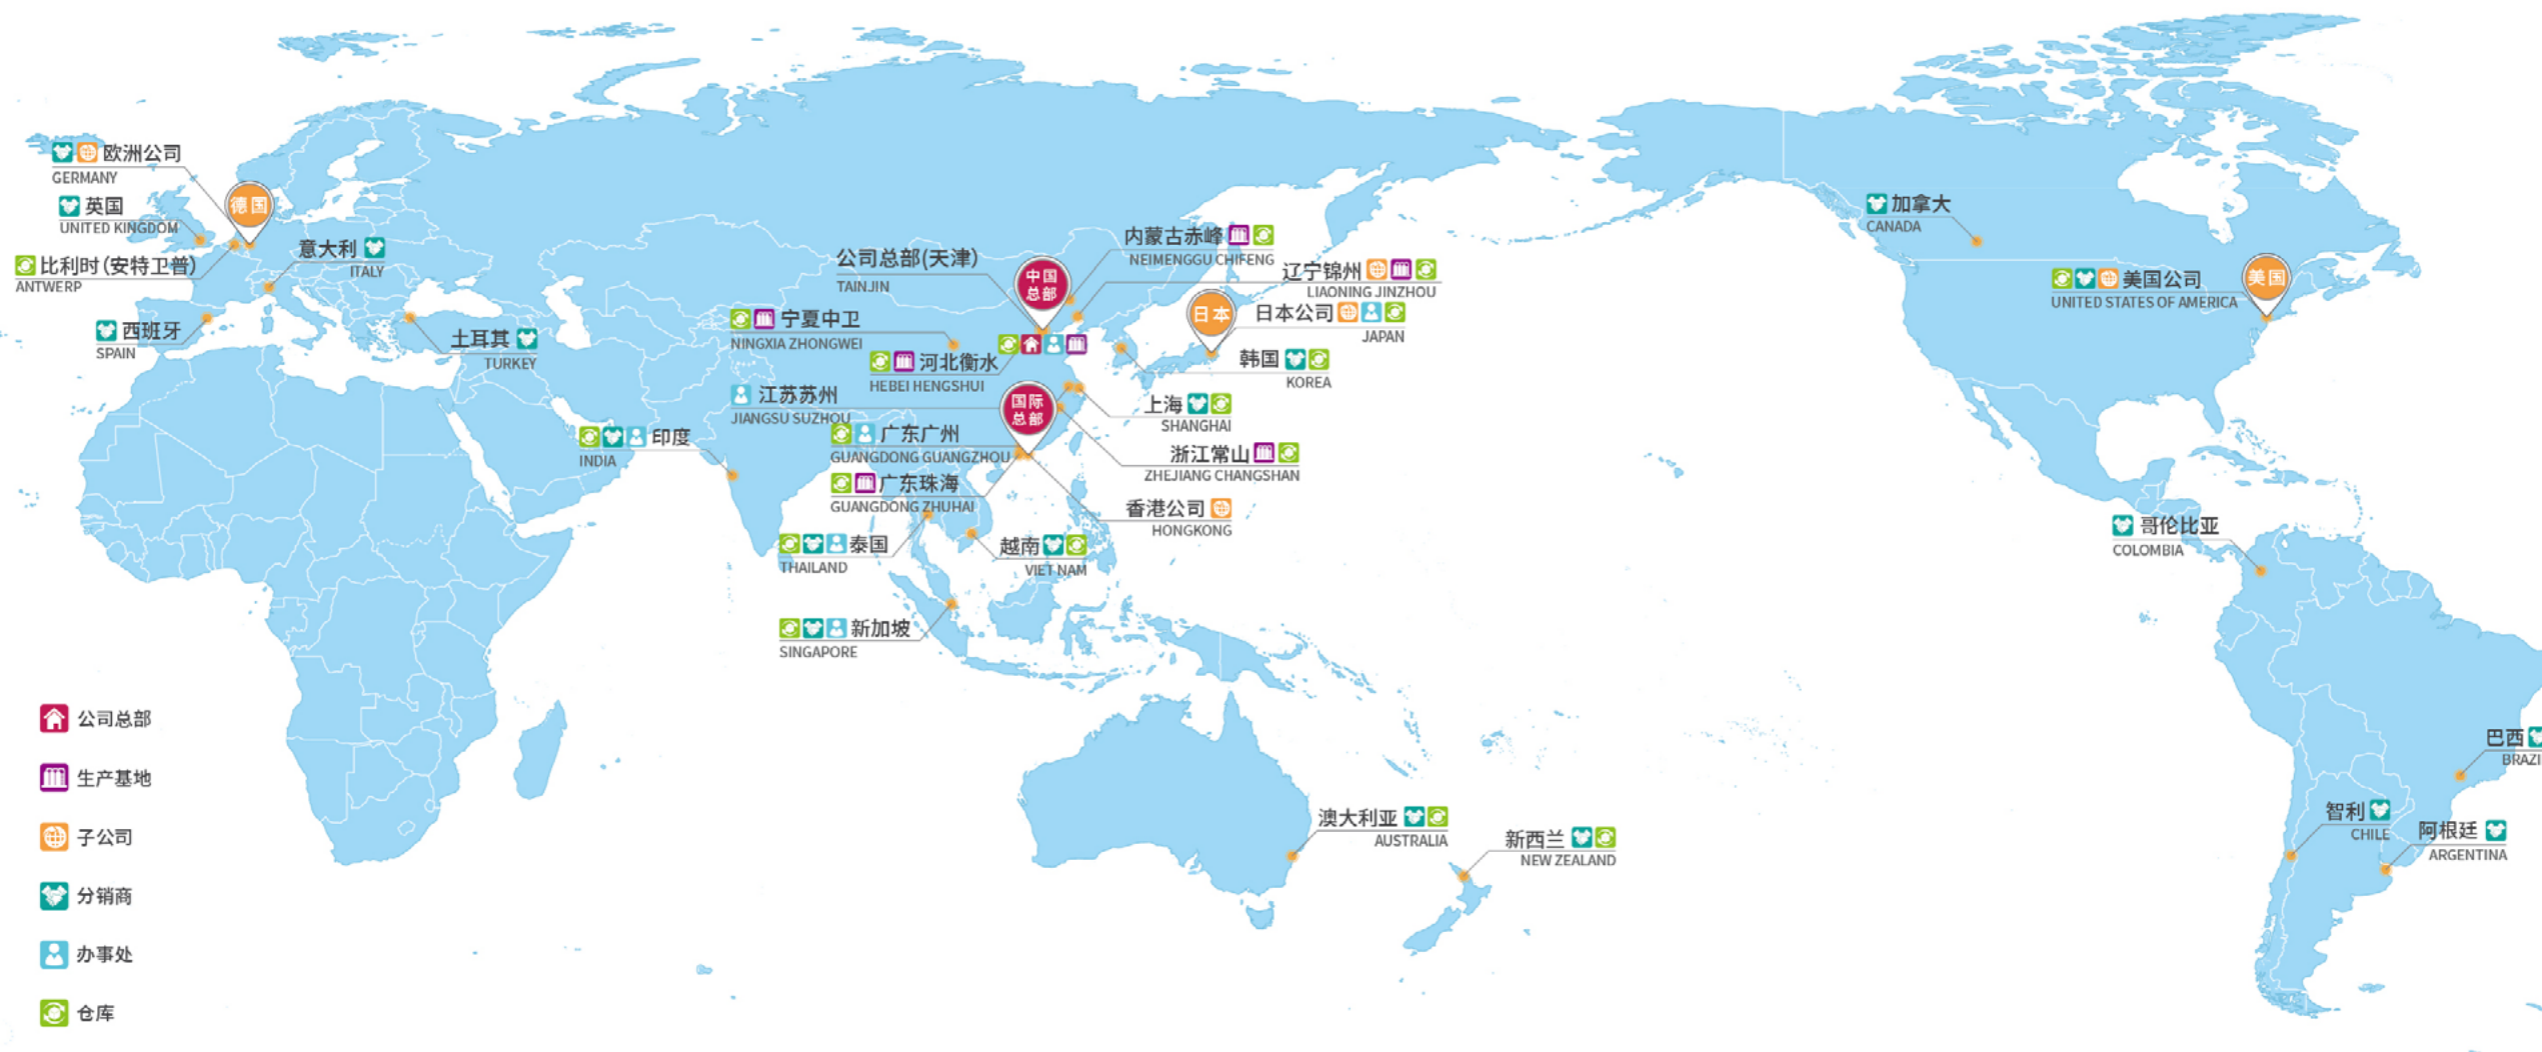 欧洲公司
GERMANY
德国
英国
UNITED KINGDOM
意大利
ITALY
比利时(安特卫普)
ANTWERP
西班牙
SPAIN
土耳其
TURKEY
内蒙古赤峰
NEIMENGGU CHIFENG
公司总部(天津)
TAINJIN
中国
总部
辽宁锦州
LIAONING JINZHOU
日本
日本公司
JAPAN
宁夏中卫
NINGXIA ZHONGWEI
河北衡水
HEBEI HENGSHUI
韩国
KOREA
江苏苏州
JIANGSU SUZHOU
国际
总部
上海
SHANGHAI
印度
INDIA
广东广州
GUANGDONG GUANGZHOU
浙江常山
ZHEJIANG CHANGSHAN
广东珠海
GUANGDONG ZHUHAI
香港公司
HONGKONG
泰国
THAILAND
越南
VIET NAM
新加坡
SINGAPORE
澳大利亚
AUSTRALIA
新西兰
NEW ZEALAND
加拿大
CANADA
美国公司
UNITED STATES OF AMERICA
美国
哥伦比亚
COLOMBIA
巴西
BRAZI
智利
CHILE
阿根廷
ARGENTINA
公司总部
生产基地
子公司
分销商
办事处
仓库